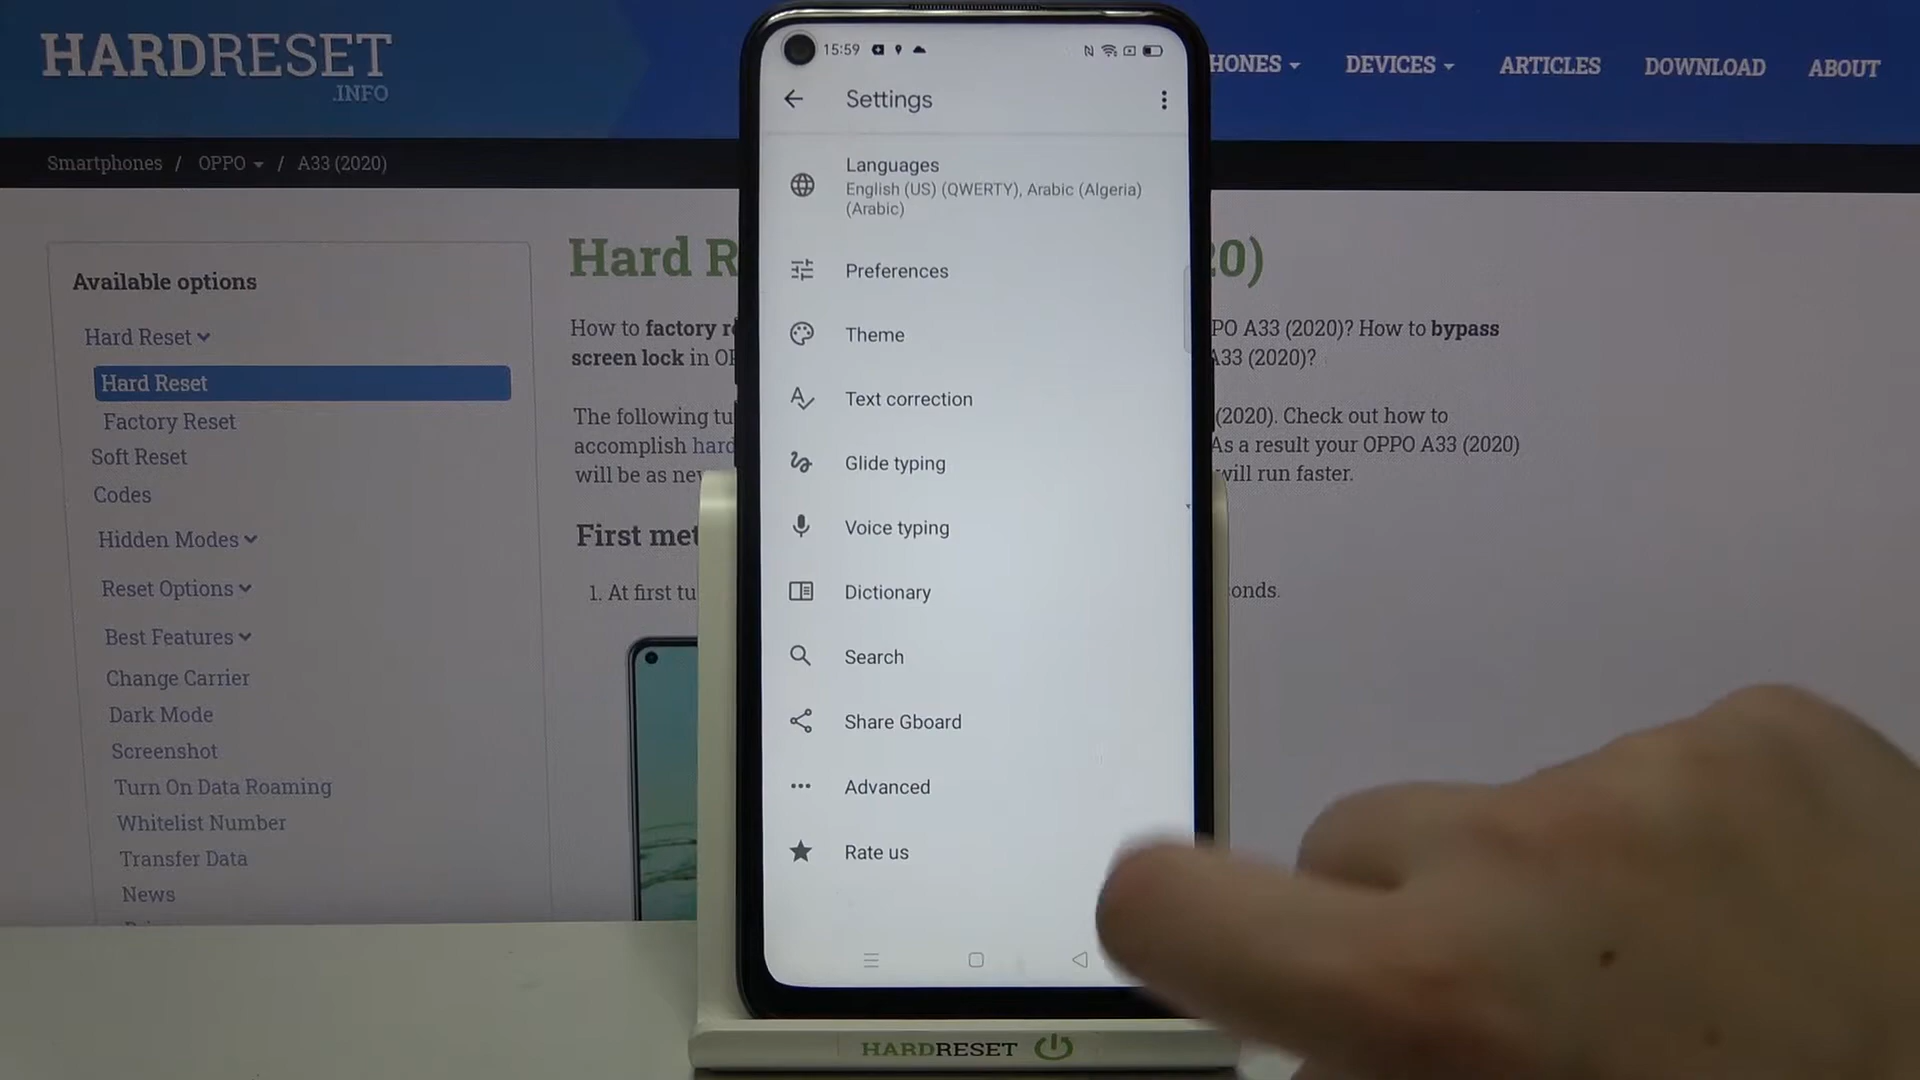 HARDRESET
.INFO
HONES DEVICES ARTICLES DOWNLOAD ABOUT
Smartphones / OPPO / A33 (2020)
Available options
Hard Reset
Hard Reset
Factory Reset
Soft Reset
Codes
Hidden Modes
Reset Options
Best Features
Change Carrier
Dark Mode
Screenshot
Turn On Data Roaming
Whitelist Number
Transfer Data
News
Hard R 20)
How to factory re PO A33 (2020)? How to bypass
screen lock in OP A33 (2020)?
The following tu (2020). Check out how to
accomplish hard As a result your OPPO A33 (2020)
will be as new will run faster.
First met
1. At first tu onds.
15:59
Settings
Languages
English (US) (QWERTY), Arabic (Algeria)
(Arabic)
Preferences
Theme
Text correction
Glide typing
Voice typing
Dictionary
Search
Share Gboard
Advanced
Rate us
HARDRESET